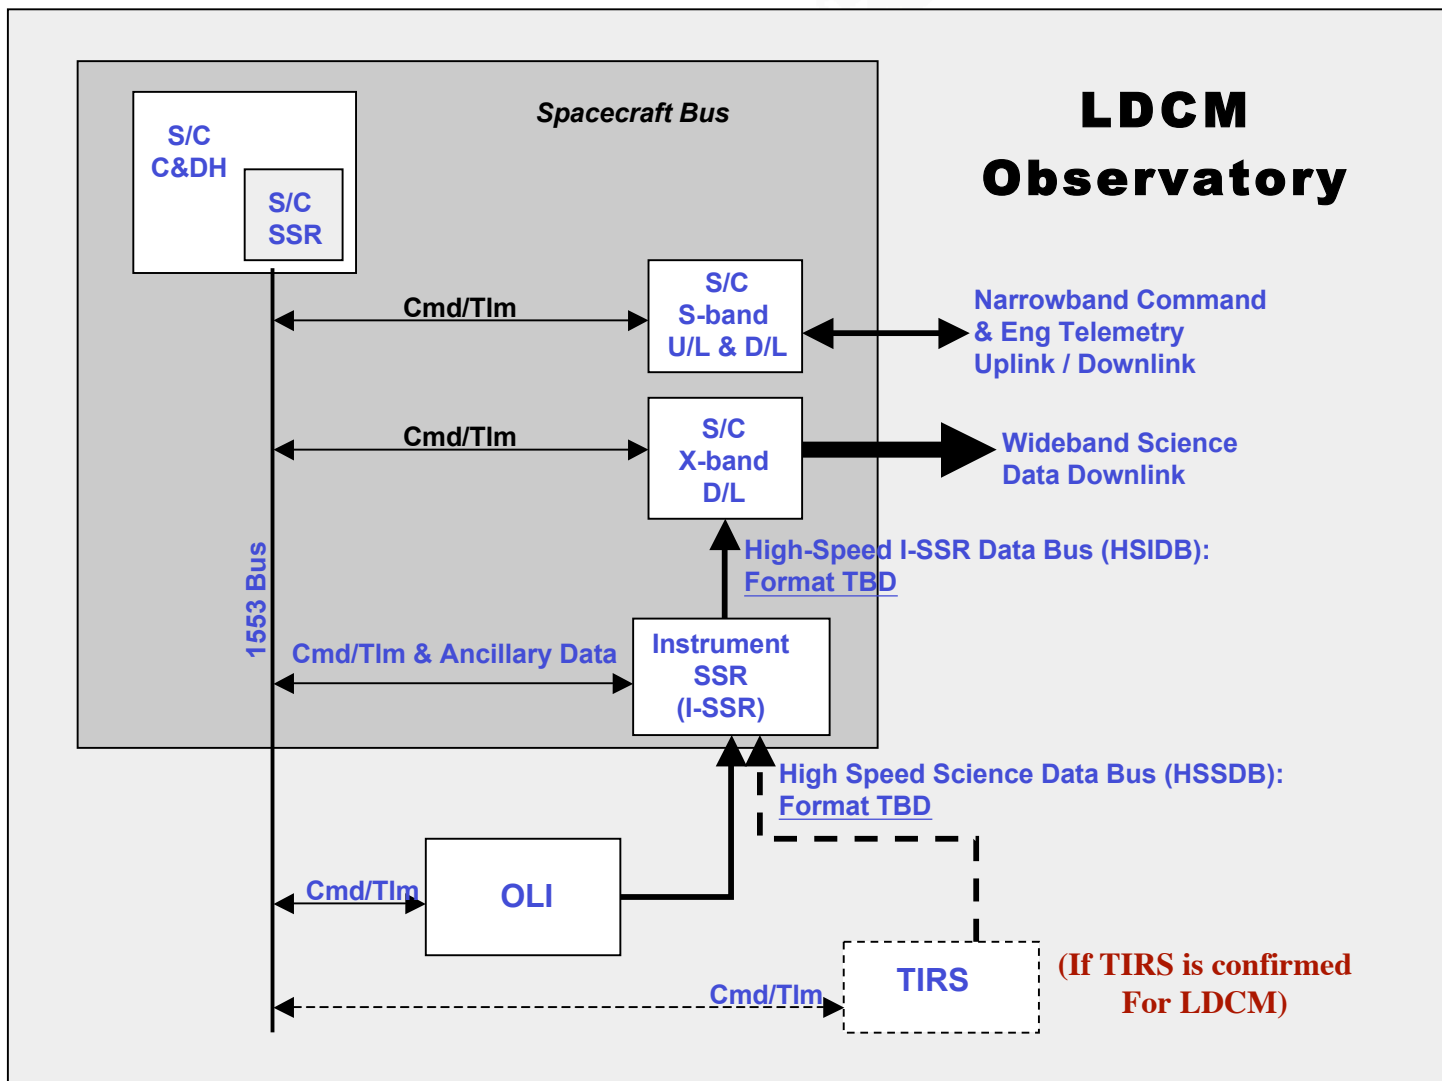 LDCM
Observatory
Spacecraft Bus
S/C
C&DH
S/C
SSR
Cmd/Tlm
S/C
S-band
U/L & D/L
Narrowband Command
& Eng Telemetry
Uplink / Downlink
Cmd/Tlm
S/C
X-band
D/L
Wideband Science
Data Downlink
High-Speed I-SSR Data Bus (HSIDB):
Format TBD
1553 Bus
Cmd/Tlm & Ancillary Data
Instrument
SSR
(I-SSR)
High Speed Science Data Bus (HSSDB):
Format TBD
Cmd/Tlm
OLI
Cmd/Tlm
TIRS
(If TIRS is confirmed
For LDCM)